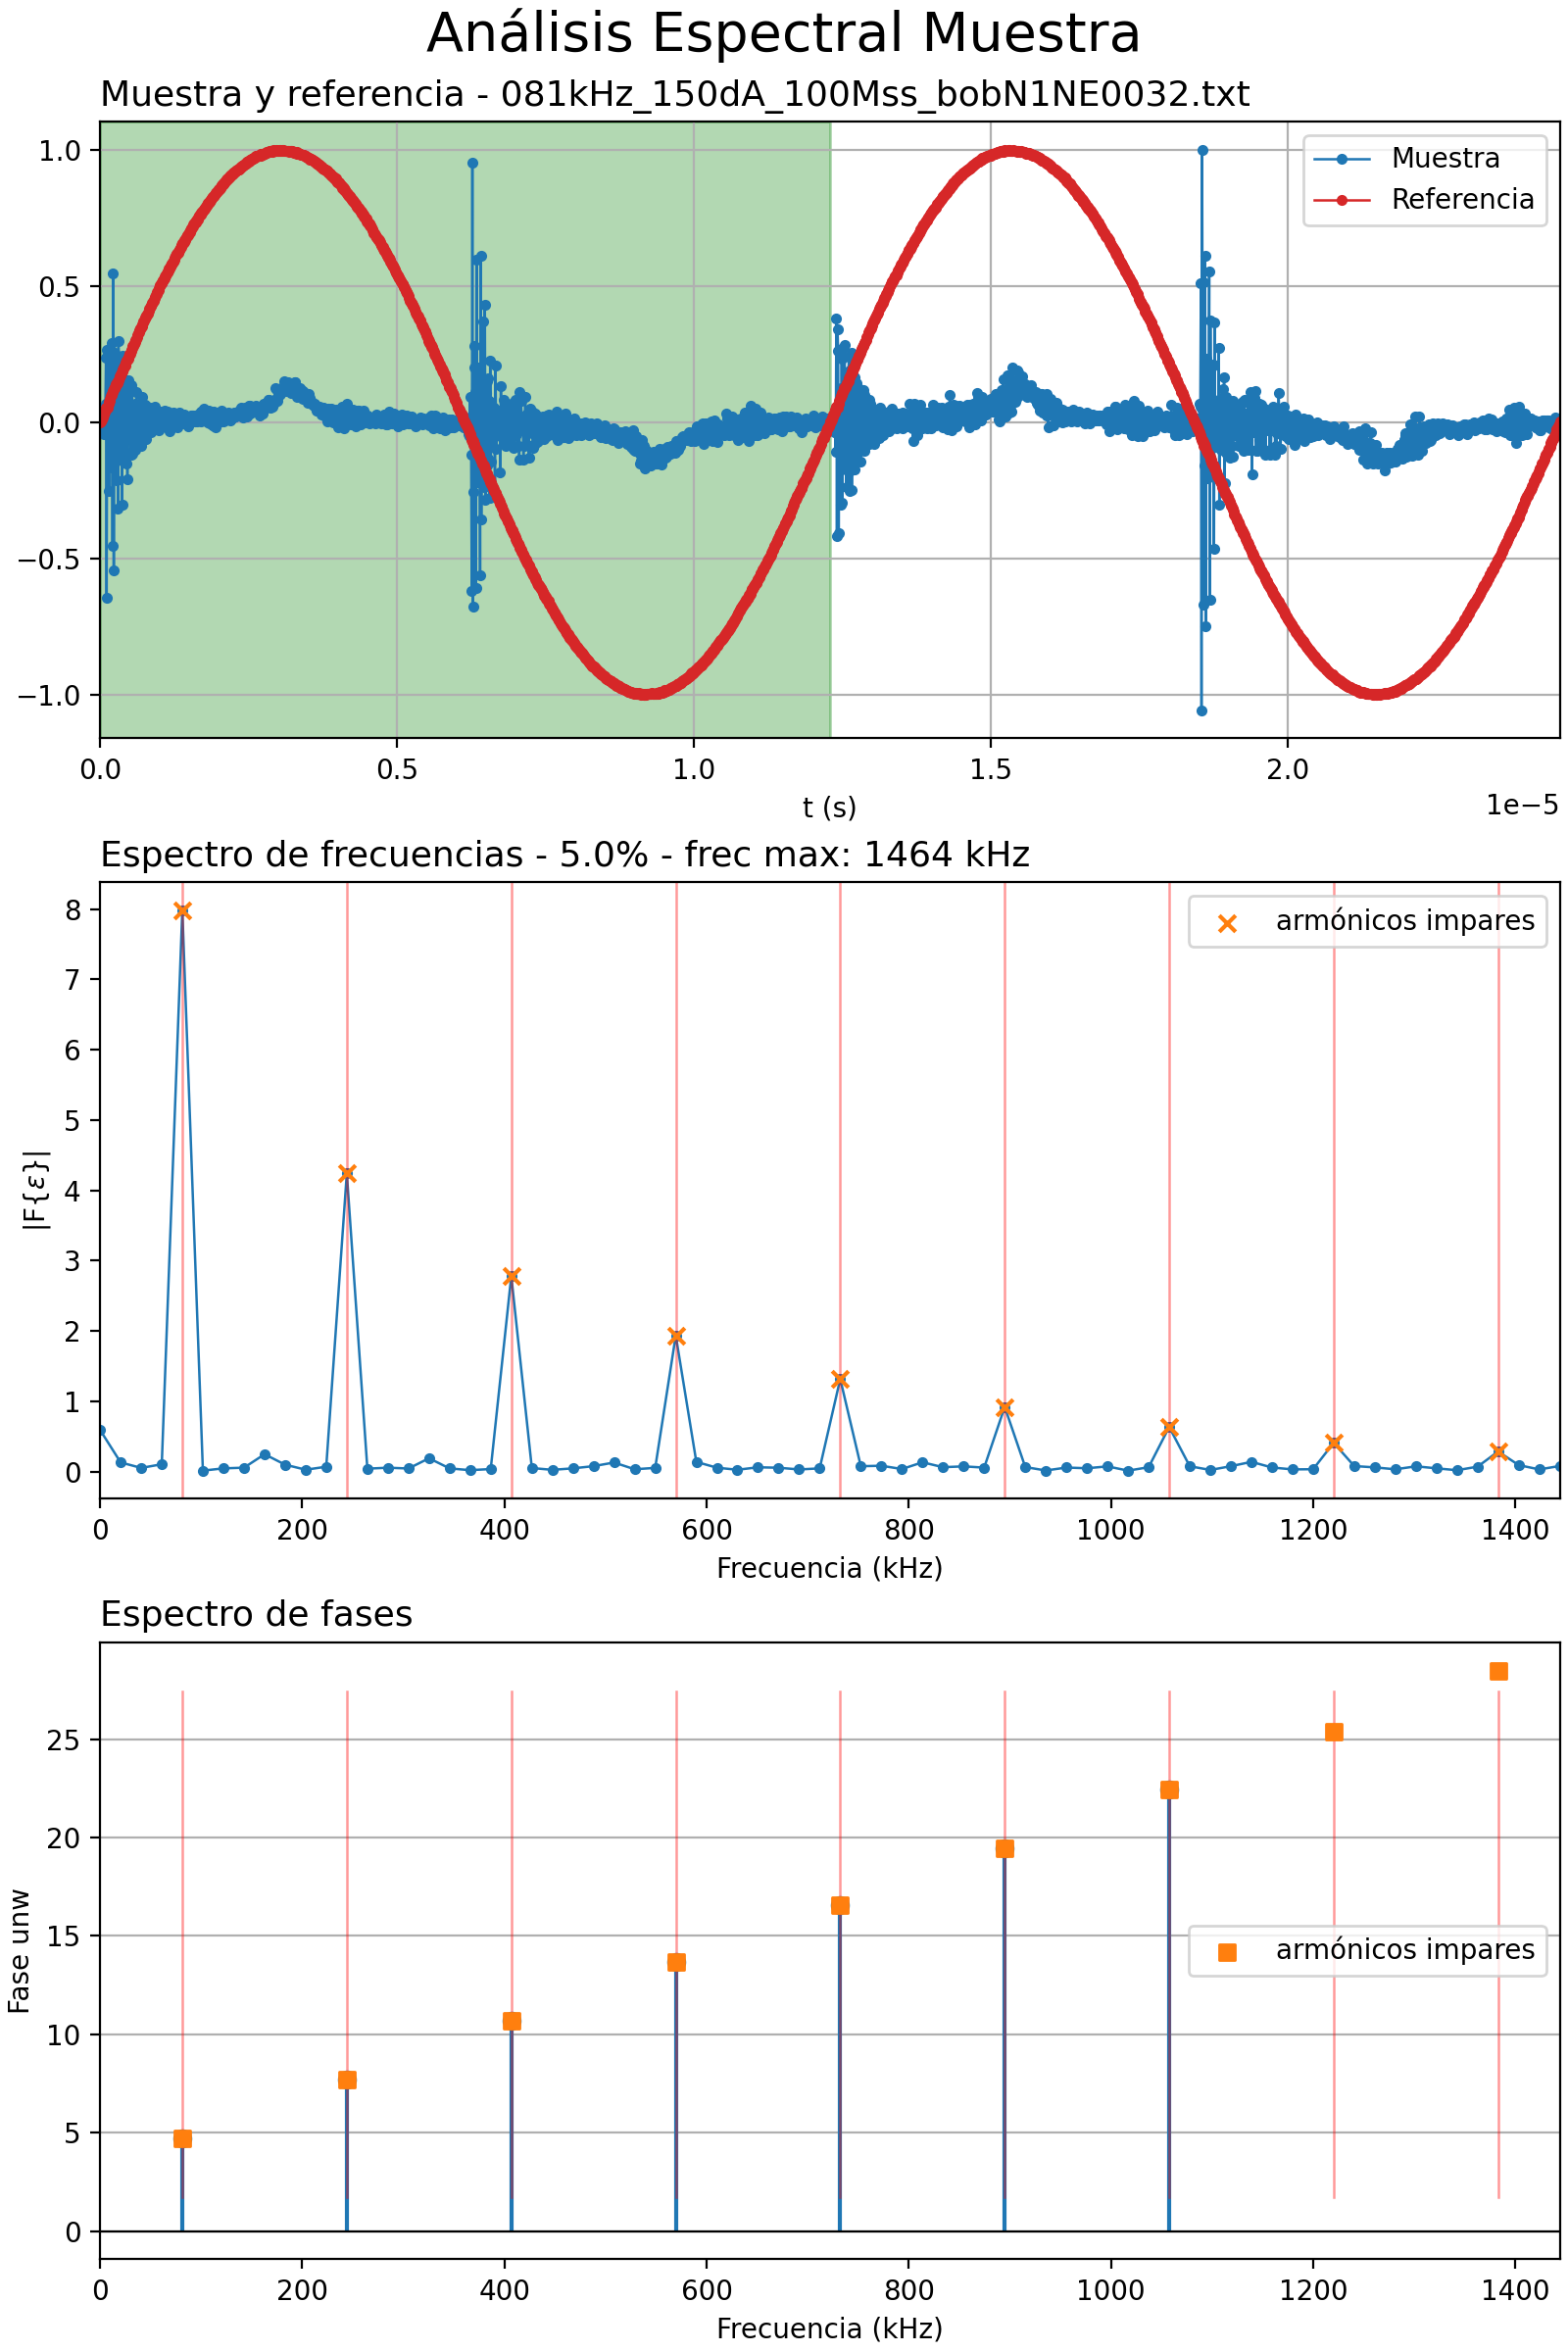 Análisis Espectral Muestra
Muestra y referencia - 081kHz_150dA_100Mss_bobN1NE0032.txt
1.0
0.5
0.0
−0.5
−1.0
Muestra
Referencia
0.0 0.5 1.0 1.5 2.0
t (s)
1e−5
Espectro de frecuencias - 5.0% - frec max: 1464 kHz
8
7
6
5
4
3
2
1
0
|F{ε}|
armónicos impares
0 200 400 600 800 1000 1200 1400
Frecuencia (kHz)
Espectro de fases
25
20
15
10
5
0
Fase unw
armónicos impares
0 200 400 600 800 1000 1200 1400
Frecuencia (kHz)